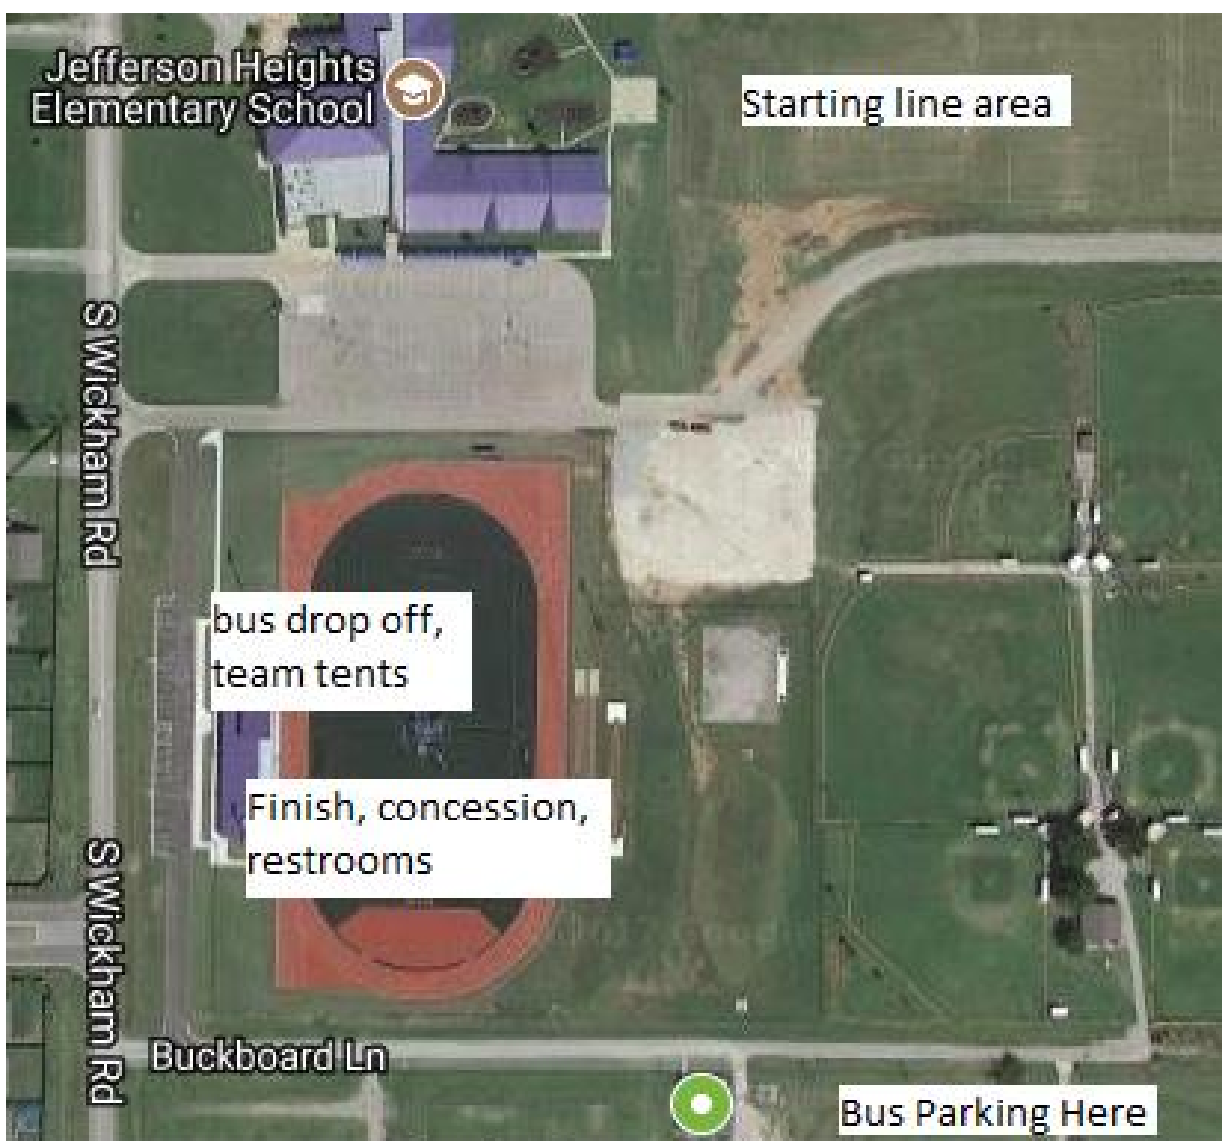 Jefferson Heights
Elementary School
Starting line area
S Wickham Rd
bus drop off,
team tents
Finish, concession,
restrooms
S Wickham Rd
Buckboard Ln
Bus Parking Here